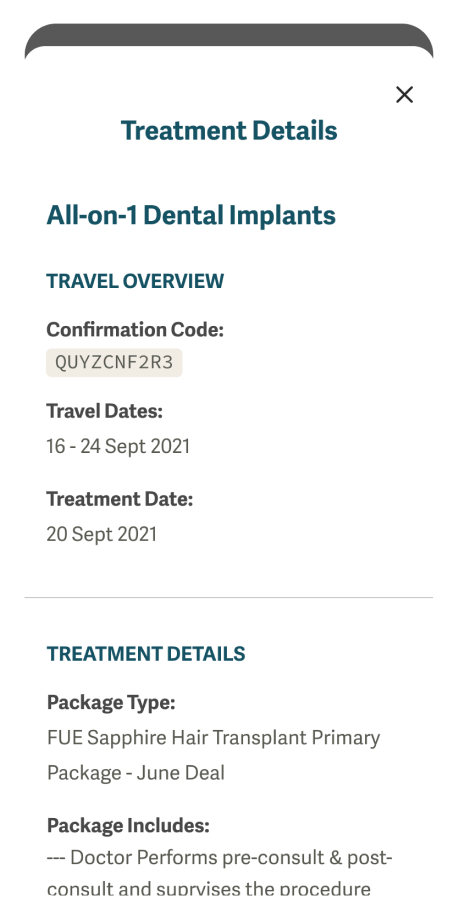 Treatment Details
All-on-1 Dental Implants
TRAVEL OVERVIEW
Confirmation Code:
QUYZCNF2R3
Travel Dates:
16 - 24 Sept 2021
Treatment Date:
20 Sept 2021
TREATMENT DETAILS
Package Type:
FUE Sapphire Hair Transplant Primary
Package - June Deal
Package Includes:
--- Doctor Performs pre-consult & post-
consult and suprvises the procedure